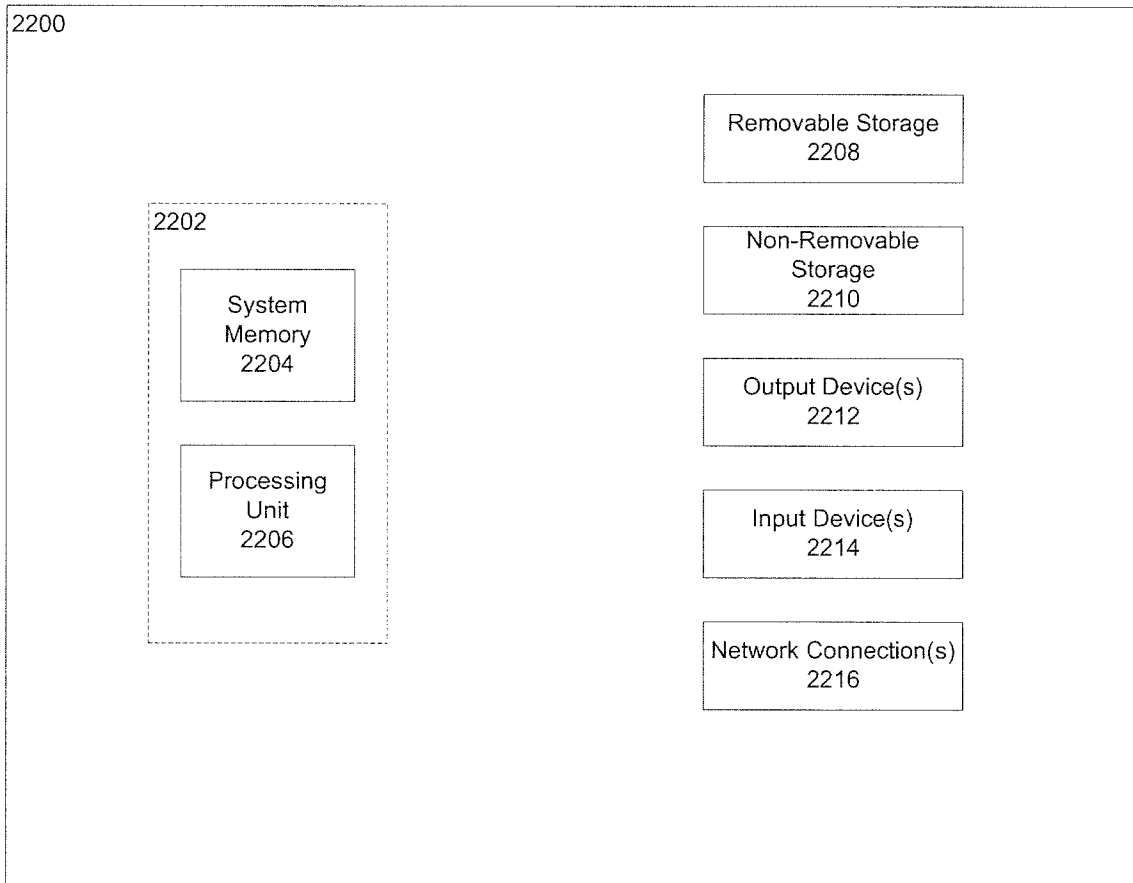 2200
2202
System
Memory
2204
Processing
Unit
2206
Removable Storage
2208
Non-Removable
Storage
2210
Output Device(s)
2212
Input Device(s)
2214
Network Connection(s)
2216